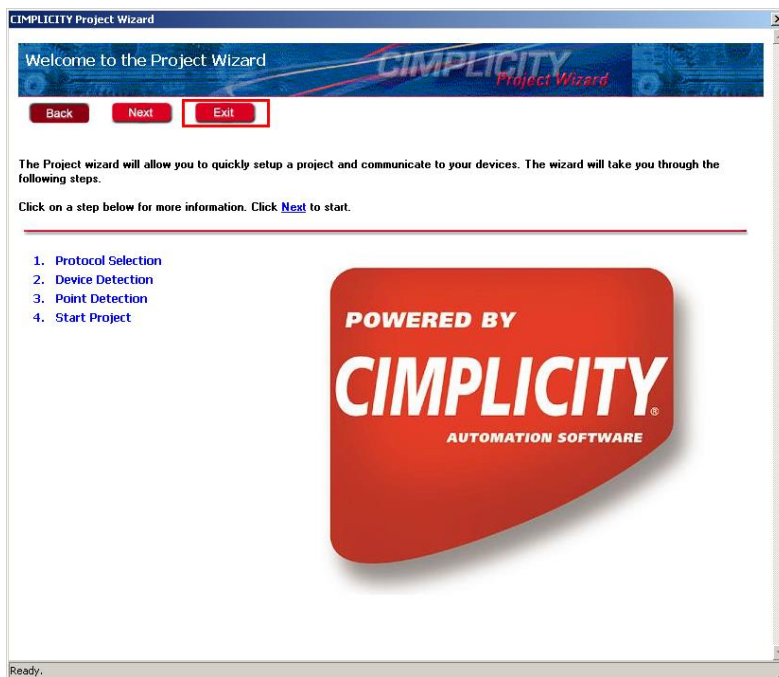 CIMPLICITY Project Wizard
Welcome to the Project Wizard
CIMPLICITY
Project Wizard
Back Next Exit
The Project wizard will allow you to quickly setup a project and communicate to your devices. The wizard will take you through the
following steps.
Click on a step below for more information. Click Next to start.
1. Protocol Selection
2. Device Detection
3. Point Detection
4. Start Project
POWERED BY
CIMPLICITY®
AUTOMATION SOFTWARE
Ready.